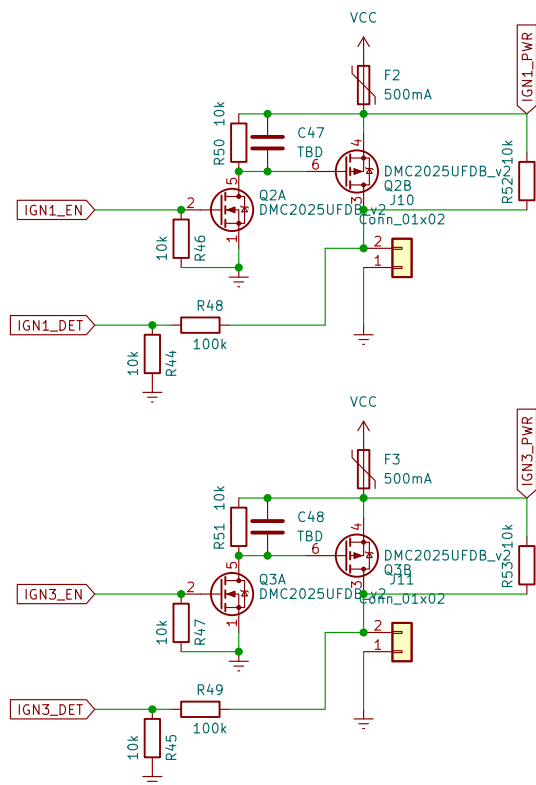 VCC
IGN1_PWR
F2
500mA
10k
R50
C47
TBD
4
6
3
DMC2025UFDB_v2
Q2B
J10
Conn_01x02
10k
R52
5
2
1
Q2A
DMC2025UFDB_v2
IGN1_EN
10k
R46
2
1
IGN1_DET
R48
100k
10k
R44
VCC
IGN3_PWR
F3
500mA
10k
R51
C48
TBD
4
6
3
DMC2025UFDB_v2
Q3B
J11
Conn_01x02
10k
R53
5
2
1
Q3A
DMC2025UFDB_v2
IGN3_EN
10k
R47
2
1
IGN3_DET
R49
100k
10k
R45